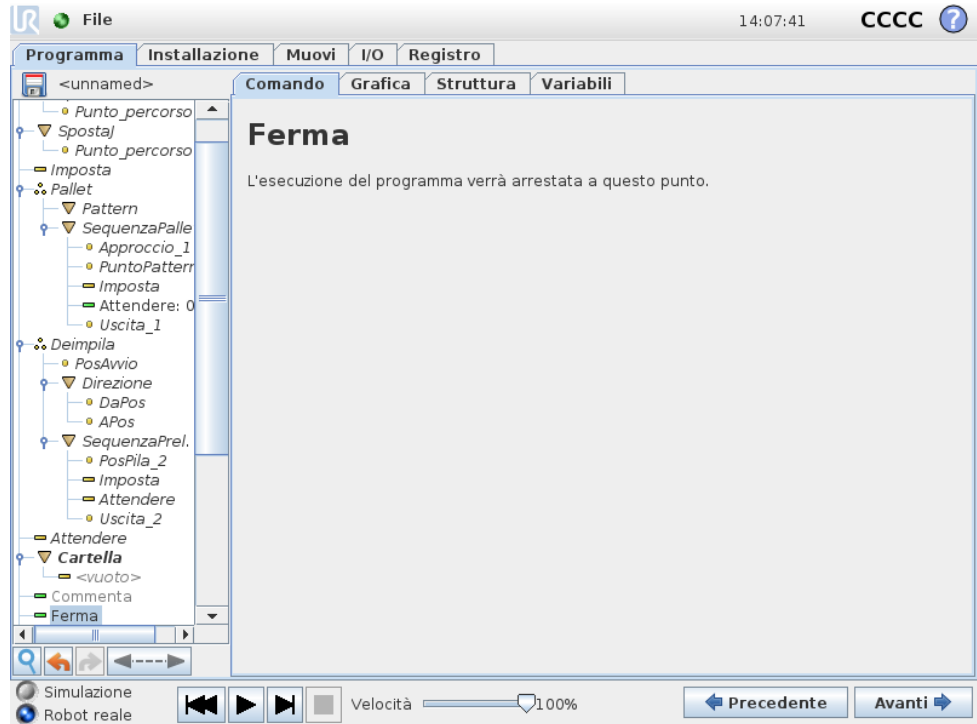 UR File 14:07:41 CCCC ?
Programma Installazione Muovi I/O Registro
<unnamed>
Comando Grafica Struttura Variabili
Punto_percorso
SpostaJ
Punto_percorso
Imposta
Pallet
Pattern
SequenzaPalle
Approccio_1
PuntoPattern
Imposta
Attendere: 0
Uscita_1
Deimpila
PosAvvio
Direzione
DaPos
APos
SequenzaPrel.
PosPila_2
Imposta
Attendere
Uscita_2
Attendere
Cartella
<vuoto>
Commenta
Ferma
Ferma
L'esecuzione del programma verrà arrestata a questo punto.
Simulazione
Robot reale
Velocità 100%
Precedente
Avanti